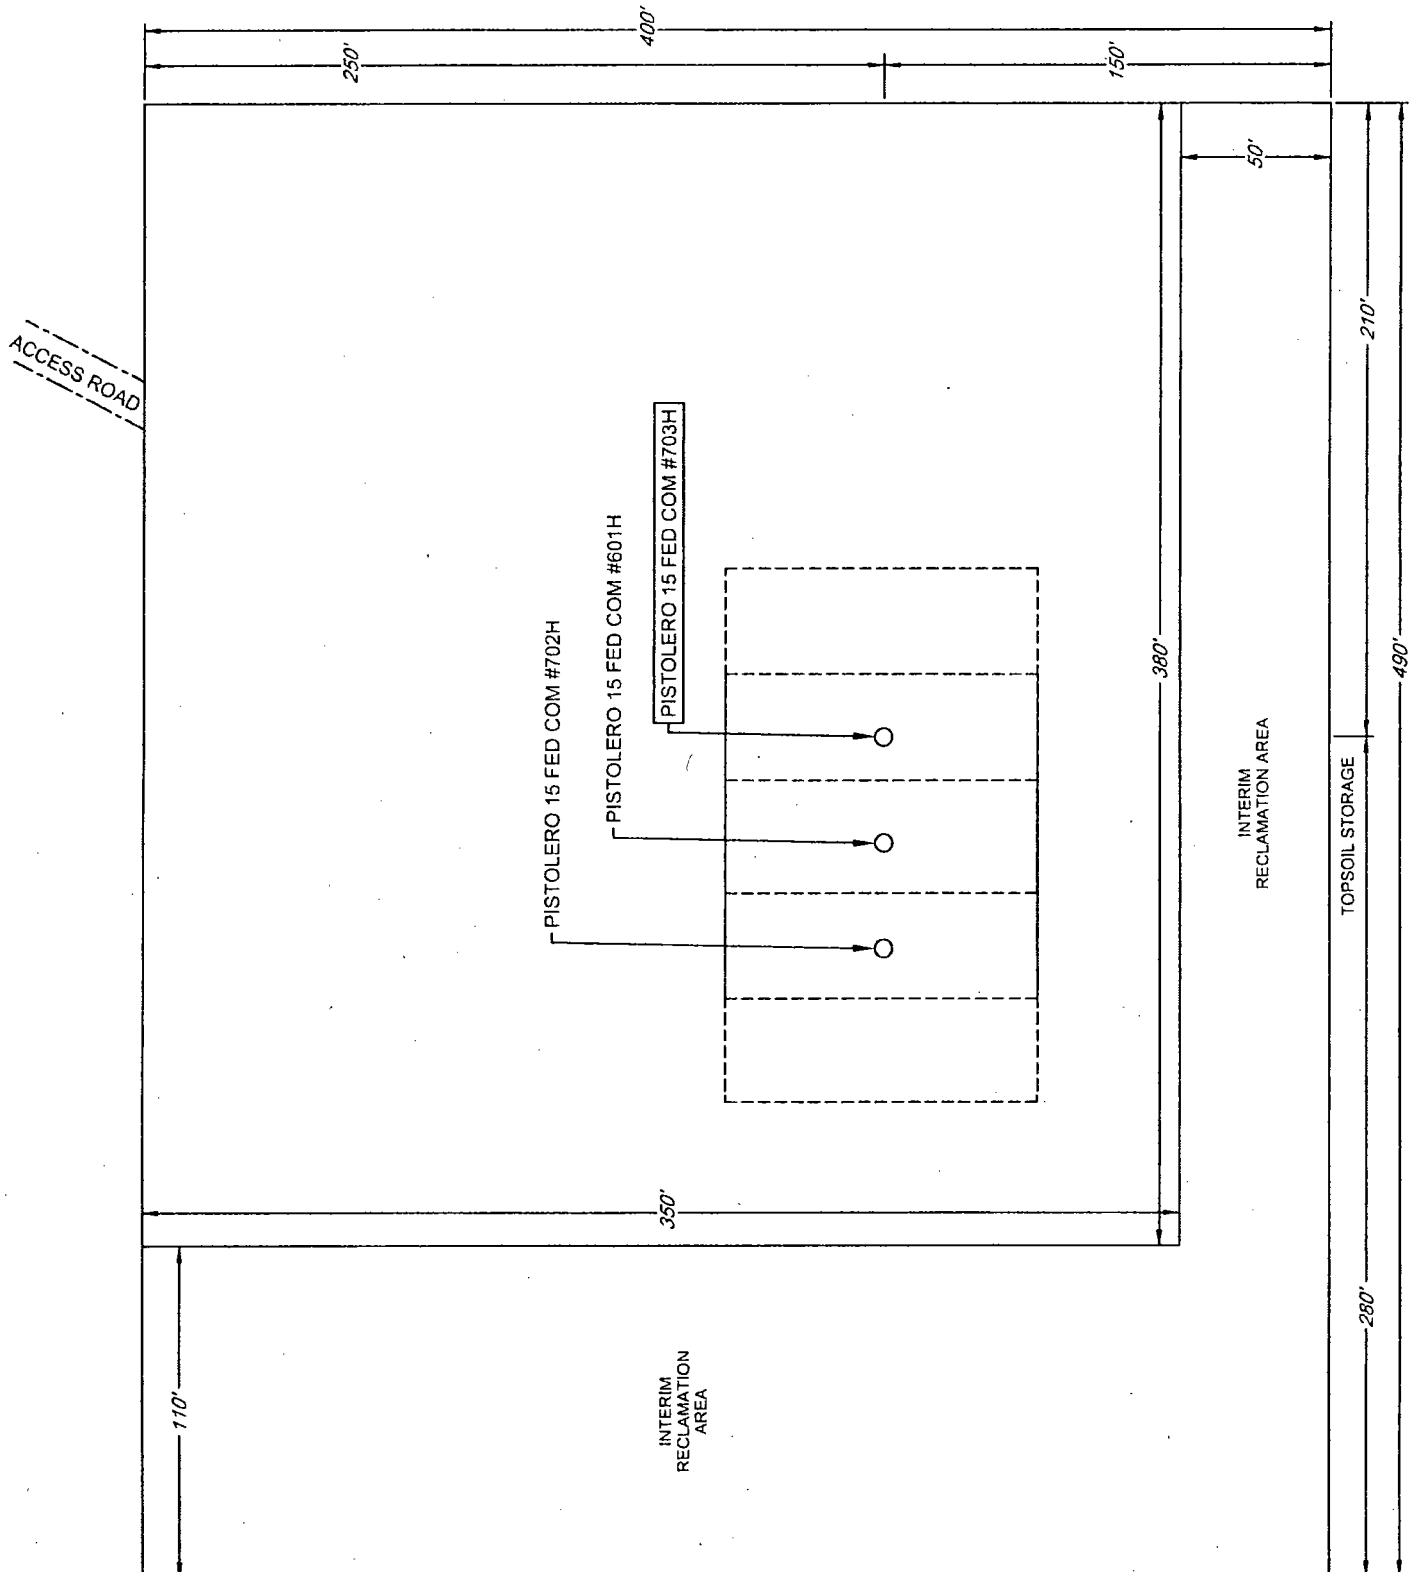 400'
250'
150'
ACCESS ROAD
50'
210'
PISTOLERO 15 FED COM #703H
PISTOLERO 15 FED COM #601H
PISTOLERO 15 FED COM #702H
380'
490'
INTERIM
RECLAMATION AREA
TOPSOIL STORAGE
350'
280'
110'
INTERIM
RECLAMATION
AREA